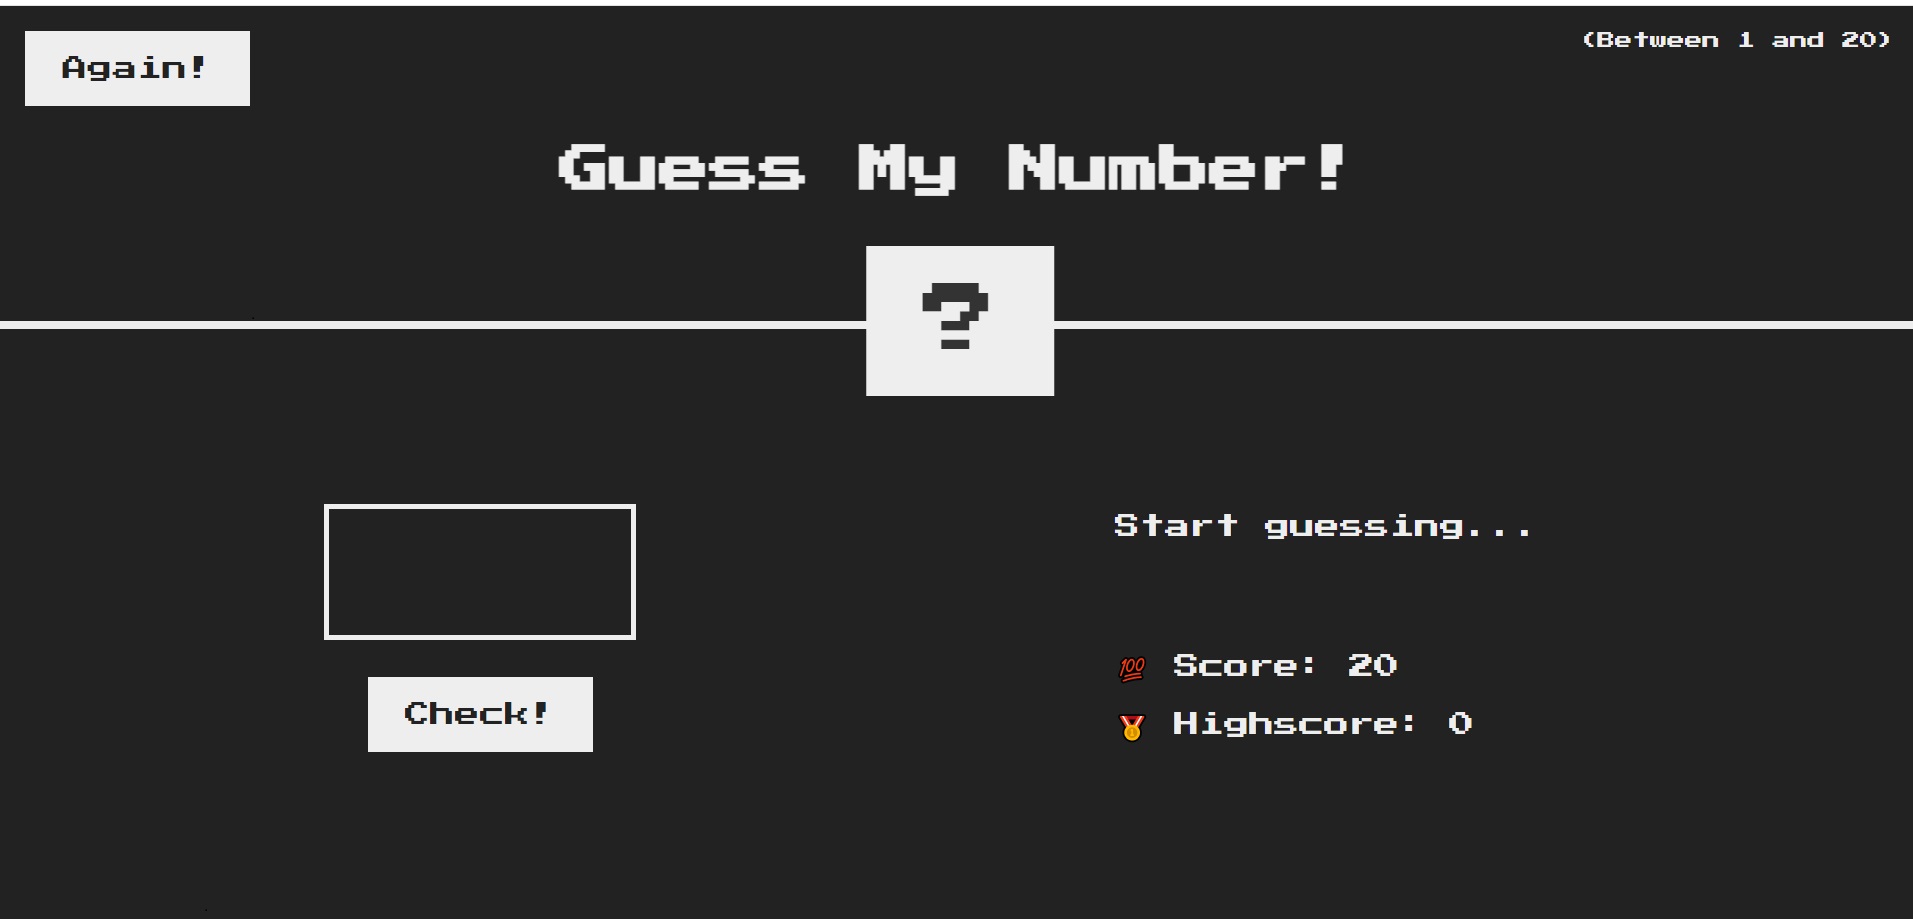 Again!
(Between 1 and 20)
Guess My Number!
?
Start guessing...
💯 Score: 20
🥇 Highscore: 0
Check!